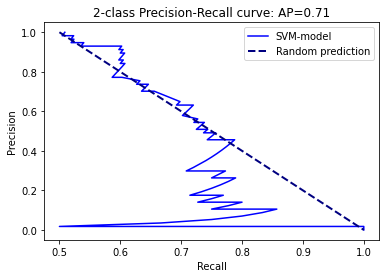 2-class Precision-Recall curve: AP=0.71
SVM-model
Random prediction
Precision
1.0
0.8
0.6
0.4
0.2
0.0
0.5
0.6
0.7
0.8
0.9
1.0
Recall